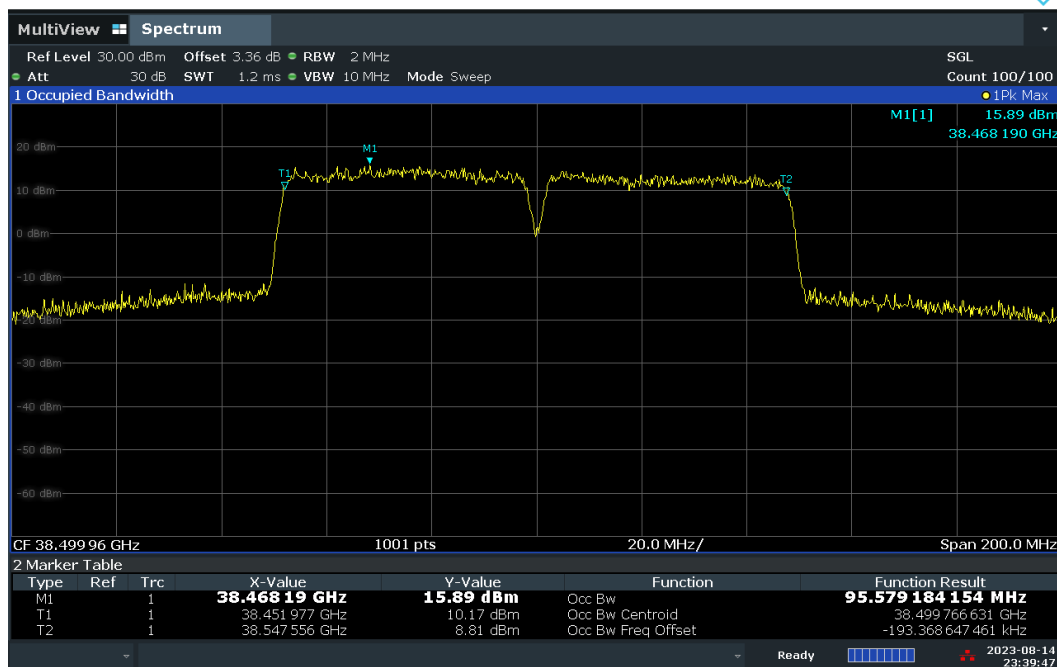 MultiView Spectrum
Ref Level 30.00 dBm Offset 3.36 dB RBW 2 MHz SGL
Att 30 dB SWT 1.2 ms VBW 10 MHz Mode Sweep Count 100/100
1 Occupied Bandwidth 1Pk Max
M1[1] 15.89 dBm
38.468 190 GHz
20 dBm
M1
T1
T2
10 dBm
0 dBm
-10 dBm
-20 dBm
-30 dBm
-40 dBm
-50 dBm
-60 dBm
CF 38.499 96 GHz 1001 pts 20.0 MHz/ Span 200.0 MHz
2 Marker Table
Type Ref Trc X-Value Y-Value Function Function Result
M1 1 38.468 19 GHz 15.89 dBm Occ Bw 95.579 184 154 MHz
T1 1 38.451 977 GHz 10.17 dBm Occ Bw Centroid 38.499 766 631 GHz
T2 1 38.547 556 GHz 8.81 dBm Occ Bw Freq Offset -193.368 647 461 kHz
Ready 2023-08-14
23:39:47